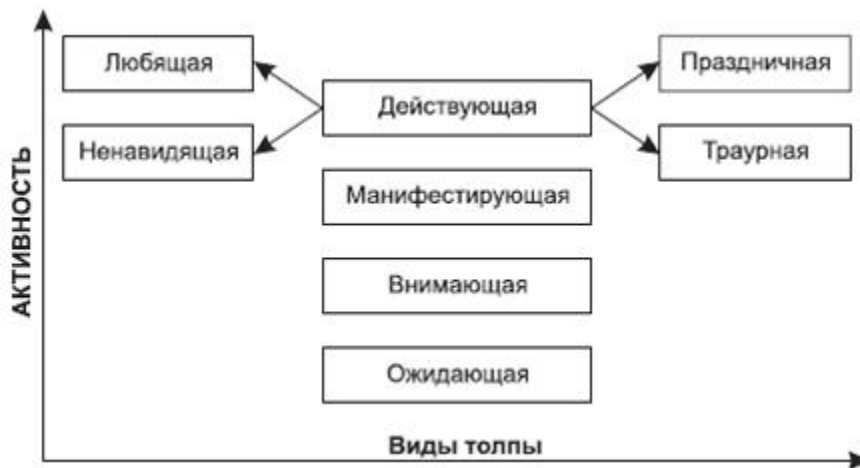 Любящая
Праздничная
Действующая
Ненавидящая
Траурная
Манифестирующая
Внимающая
Ожидающая
АКТИВНОСТЬ
Виды толпы